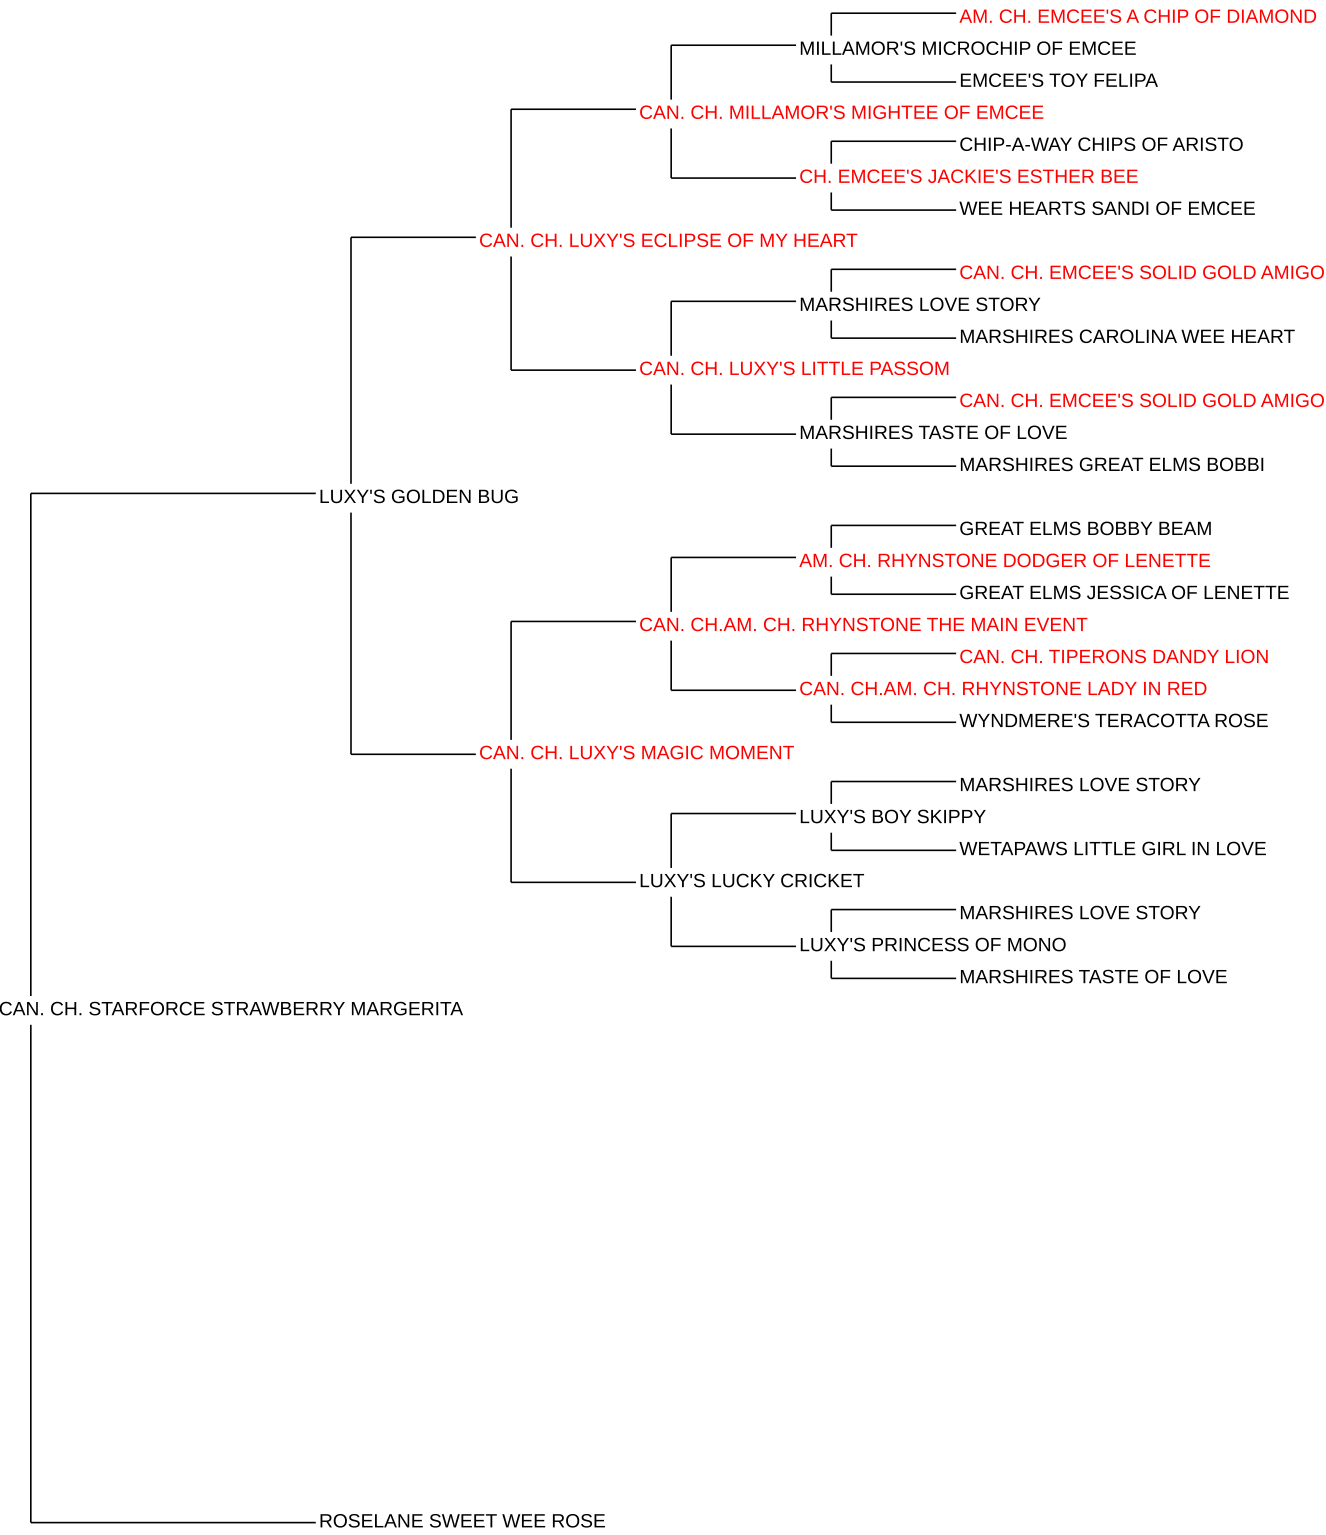 AM. CH. EMCEE'S A CHIP OF DIAMOND
MILLAMOR'S MICROCHIP OF EMCEE
EMCEE'S TOY FELIPA
CAN. CH. MILLAMOR'S MIGHTEE OF EMCEE
CHIP-A-WAY CHIPS OF ARISTO
CH. EMCEE'S JACKIE'S ESTHER BEE
WEE HEARTS SANDI OF EMCEE
CAN. CH. LUXY'S ECLIPSE OF MY HEART
CAN. CH. EMCEE'S SOLID GOLD AMIGO
MARSHIRES LOVE STORY
MARSHIRES CAROLINA WEE HEART
CAN. CH. LUXY'S LITTLE PASSOM
CAN. CH. EMCEE'S SOLID GOLD AMIGO
MARSHIRES TASTE OF LOVE
MARSHIRES GREAT ELMS BOBBI
LUXY'S GOLDEN BUG
GREAT ELMS BOBBY BEAM
AM. CH. RHYNSTONE DODGER OF LENETTE
GREAT ELMS JESSICA OF LENETTE
CAN. CH.AM. CH. RHYNSTONE THE MAIN EVENT
CAN. CH. TIPERONS DANDY LION
CAN. CH.AM. CH. RHYNSTONE LADY IN RED
WYNDMERE'S TERACOTTA ROSE
CAN. CH. LUXY'S MAGIC MOMENT
MARSHIRES LOVE STORY
LUXY'S BOY SKIPPY
WETAPAWS LITTLE GIRL IN LOVE
LUXY'S LUCKY CRICKET
MARSHIRES LOVE STORY
LUXY'S PRINCESS OF MONO
MARSHIRES TASTE OF LOVE
CAN. CH. STARFORCE STRAWBERRY MARGERITA
ROSELANE SWEET WEE ROSE